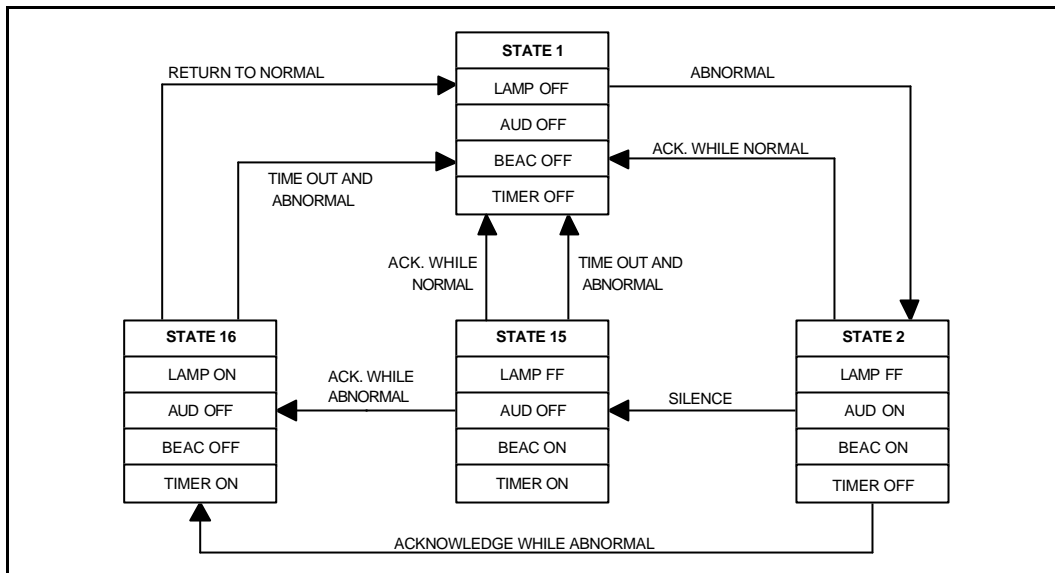 STATE 1
LAMP OFF
AUD OFF
BEAC OFF
TIMER OFF
RETURN TO NORMAL
ABNORMAL
ACK. WHILE NORMAL
TIME OUT AND
ABNORMAL
ACK. WHILE
NORMAL
TIME OUT AND
ABNORMAL
STATE 16
LAMP ON
AUD OFF
BEAC OFF
TIMER ON
ACK. WHILE
ABNORMAL
STATE 15
LAMP FF
AUD OFF
BEAC ON
TIMER ON
SILENCE
STATE 2
LAMP FF
AUD ON
BEAC ON
TIMER OFF
ACKNOWLEDGE WHILE ABNORMAL